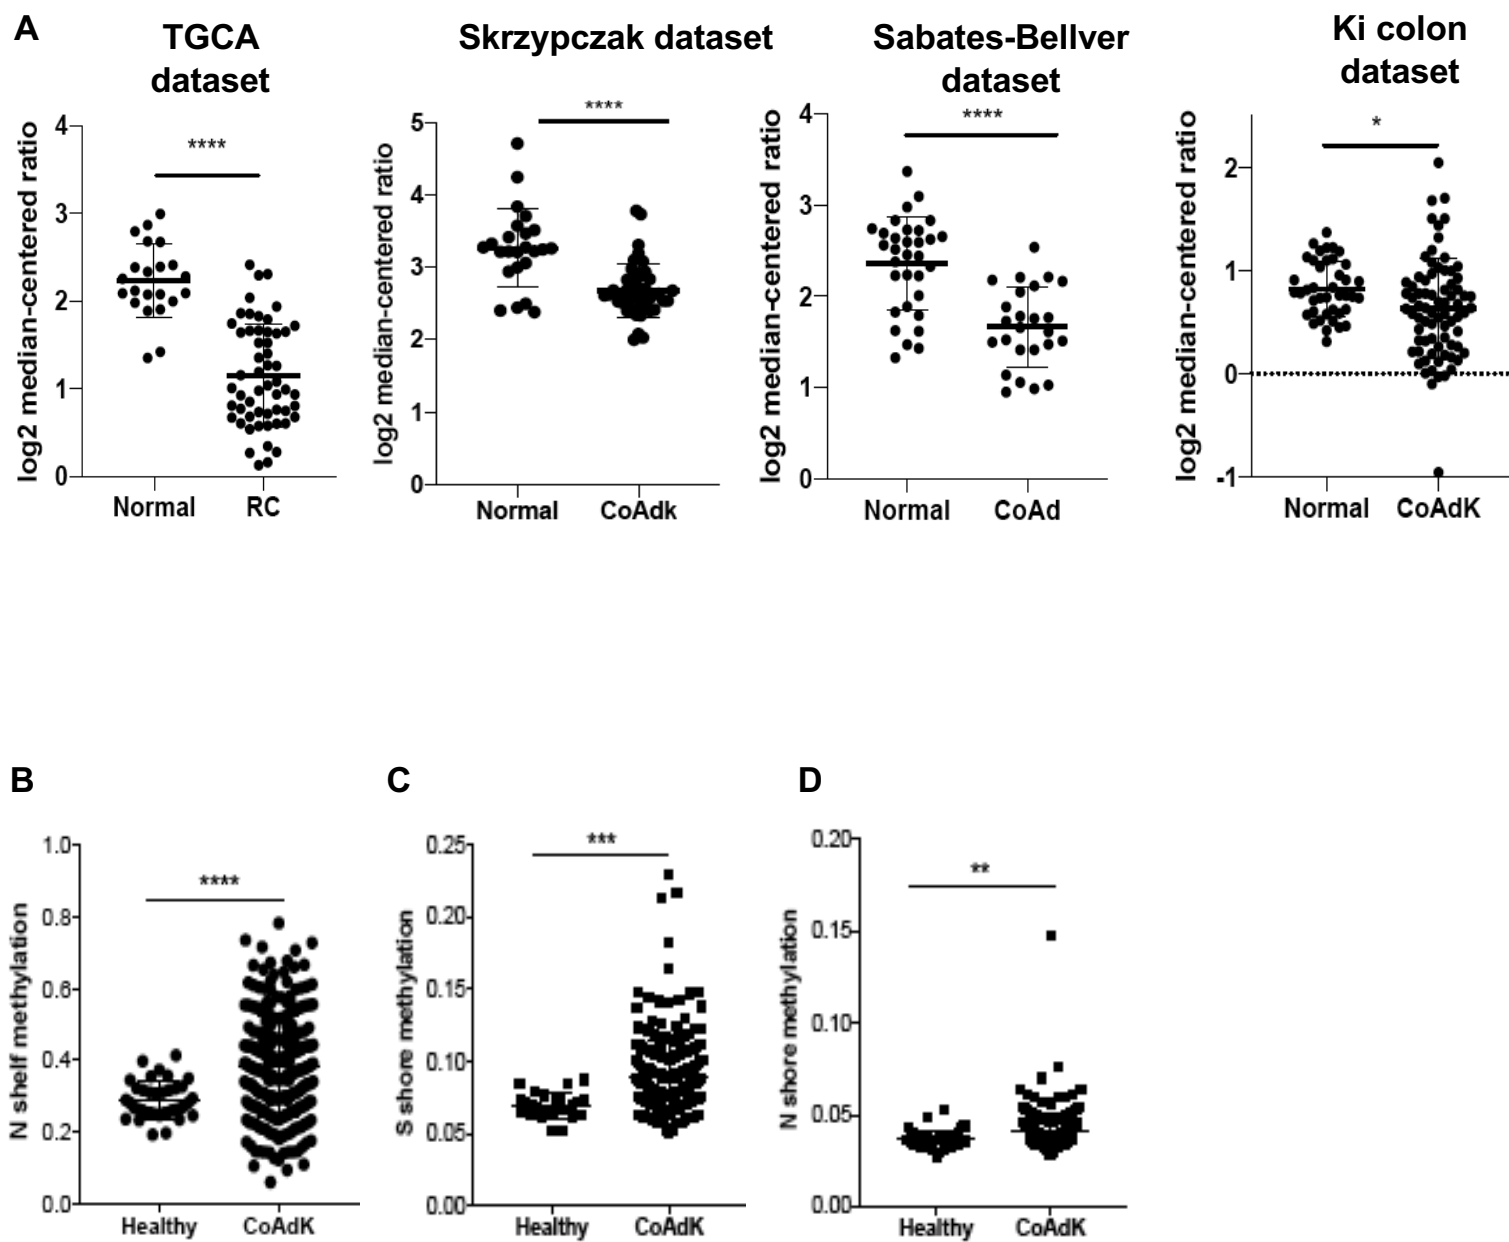 A
TGCA
dataset
Skrzypczak dataset
Sabates-Bellver
dataset
Ki colon
dataset
log2 median-centered ratio
4
3
2
1
0
****
Normal
RC
log2 median-centered ratio
5
4
3
2
1
0
****
Normal
CoAdk
log2 median-centered ratio
4
3
2
1
0
****
Normal
CoAd
log2 median-centered ratio
2
1
0
-1
*
Normal
CoAdK
B
N shelf methylation
1.0
0.8
0.6
0.4
0.2
0.0
****
Healthy
CoAdK
C
S shore methylation
0.25
0.20
0.15
0.10
0.05
0.00
***
Healthy
CoAdK
D
N shore methylation
0.20
0.15
0.10
0.05
0.00
**
Healthy
CoAdK